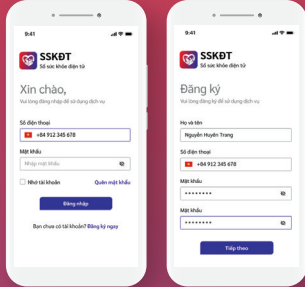 9:41
SSKĐT
Sổ sức khỏe điện tử
Xin chào,
Vui lòng đăng nhập để sử dụng dịch vụ
Số điện thoại
+84 912 345 678
Mật khẩu
Nhập mật khẩu
Nhớ tài khoản
Quên mật khẩu
Đăng nhập
Bạn chưa có tài khoản? Đăng ký ngay
9:41
SSKĐT
Sổ sức khỏe điện tử
Đăng ký
Vui lòng đăng ký để sử dụng dịch vụ
Họ và tên
Nguyễn Huyền Trang
Số điện thoại
+84 912 345 678
Mật khẩu
••••••••
Mật khẩu
••••••••
Tiếp theo